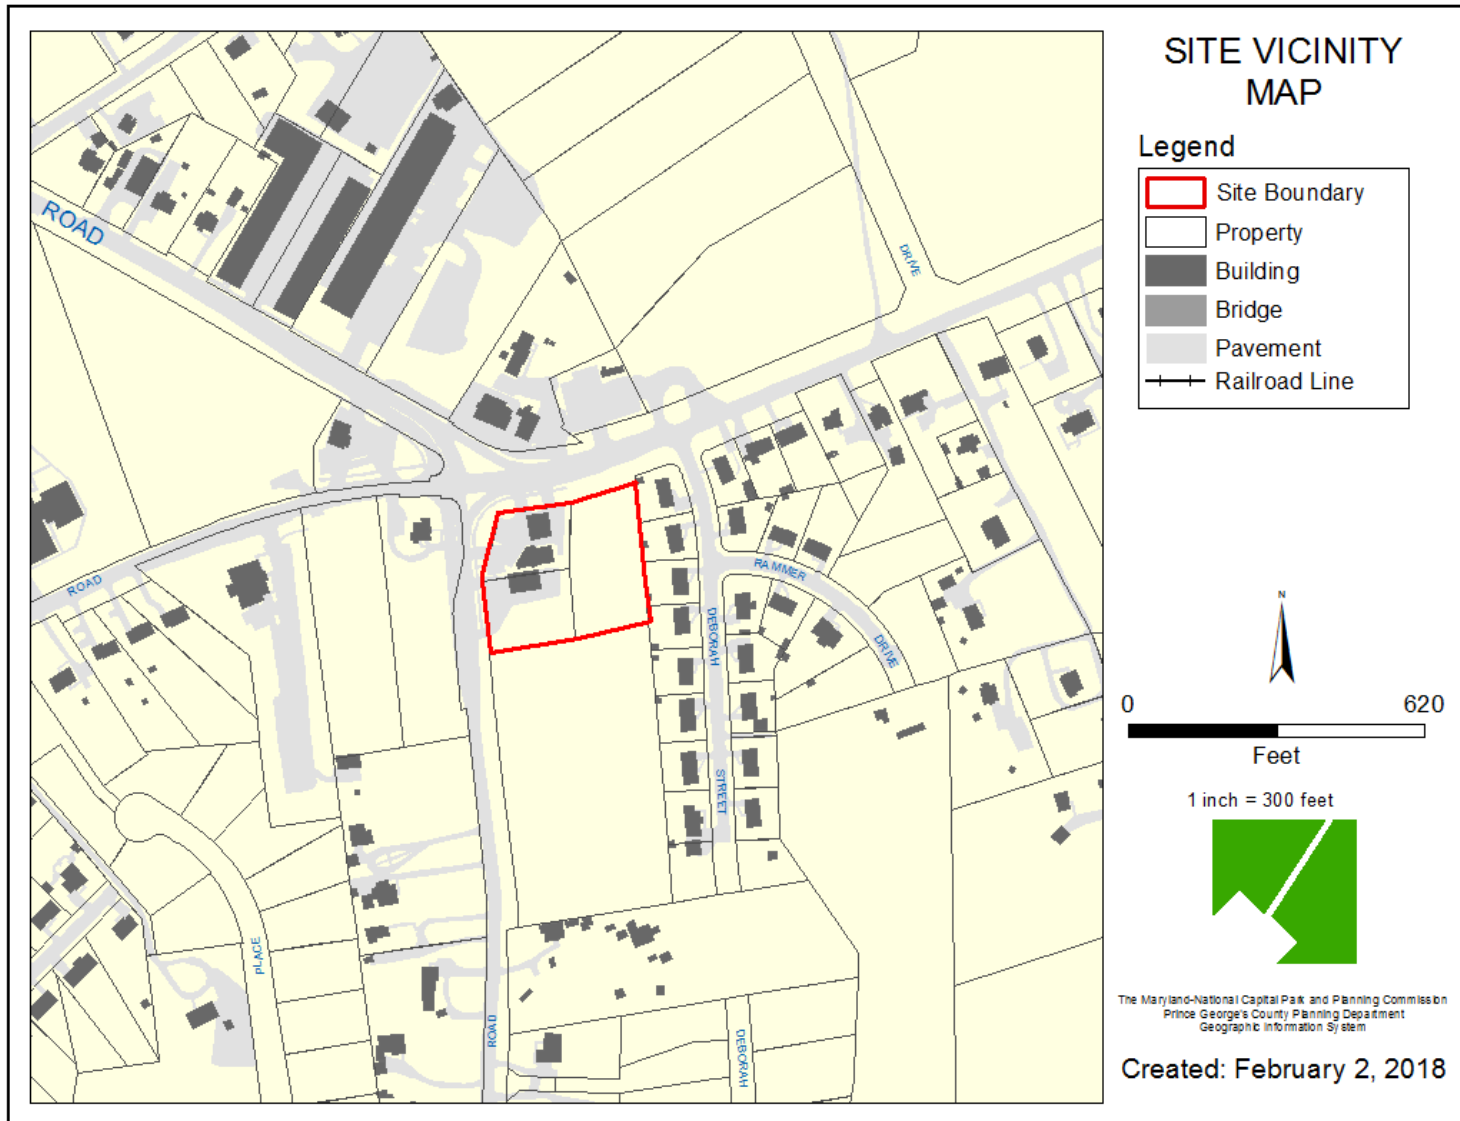 SITE VICINITY
MAP
Legend
Site Boundary
Property
Building
Bridge
Pavement
Railroad Line
ROAD
DRIVE
ROAD
RAMMER
DRIVE
DEBORAH
STREET
pLACE
ROAD
DEBORAH
N
0 620
Feet
1 inch = 300 feet
The Maryland-National Capital Park and Planning Commission
Prince George's County Planning Department
Geographic Information System
Created: February 2, 2018